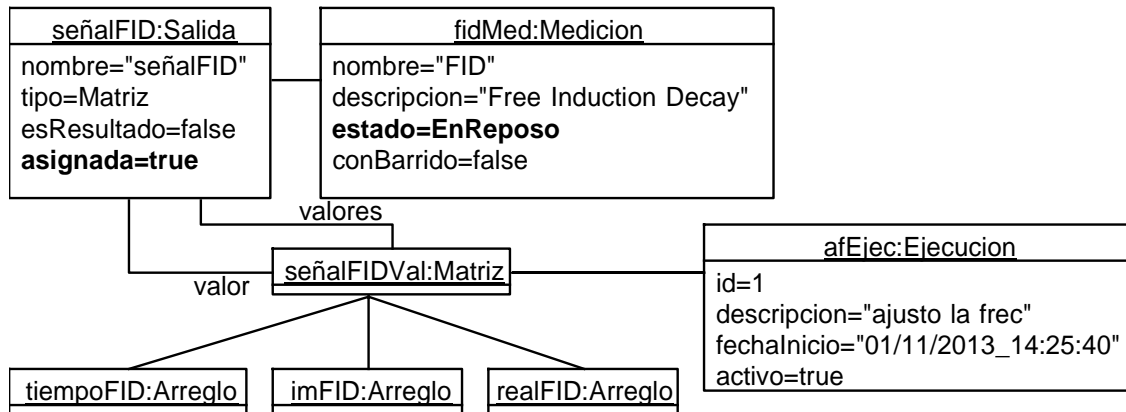 señalFID:Salida
nombre="señalFID"
tipo=Matriz
esResultado=false
asignada=true
fidMed:Medicion
nombre="FID"
descripcion="Free Induction Decay"
estado=EnReposo
conBarrido=false
valores
valor
señalFIDVal:Matriz
afEjec:Ejecucion
id=1
descripcion="ajusto la frec"
fechaInicio="01/11/2013_14:25:40"
activo=true
tiempoFID:Arreglo
imFID:Arreglo
realFID:Arreglo